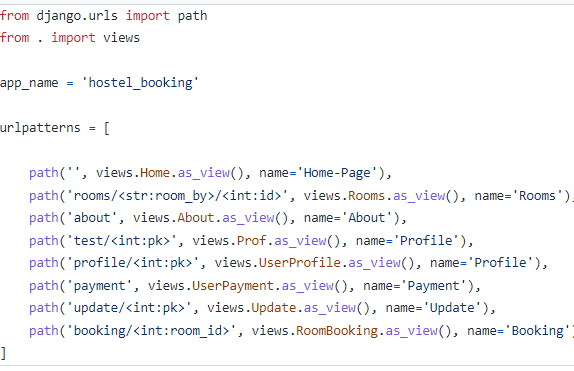 from django.urls import path
from . import views
app_name = 'hostel_booking'
urlpatterns = [
path('', views.Home.as_view(), name='Home-Page'),
path('rooms/<str:room_by>/<int:id>', views.Rooms.as_view(), name='Rooms'),
path('about', views.About.as_view(), name='About'),
path('test/<int:pk>', views.Prof.as_view(), name='Profile'),
path('profile/<int:pk>', views.UserProfile.as_view(), name='Profile'),
path('payment', views.UserPayment.as_view(), name='Payment'),
path('update/<int:pk>', views.Update.as_view(), name='Update'),
path('booking/<int:room_id>', views.RoomBooking.as_view(), name='Booking')
]